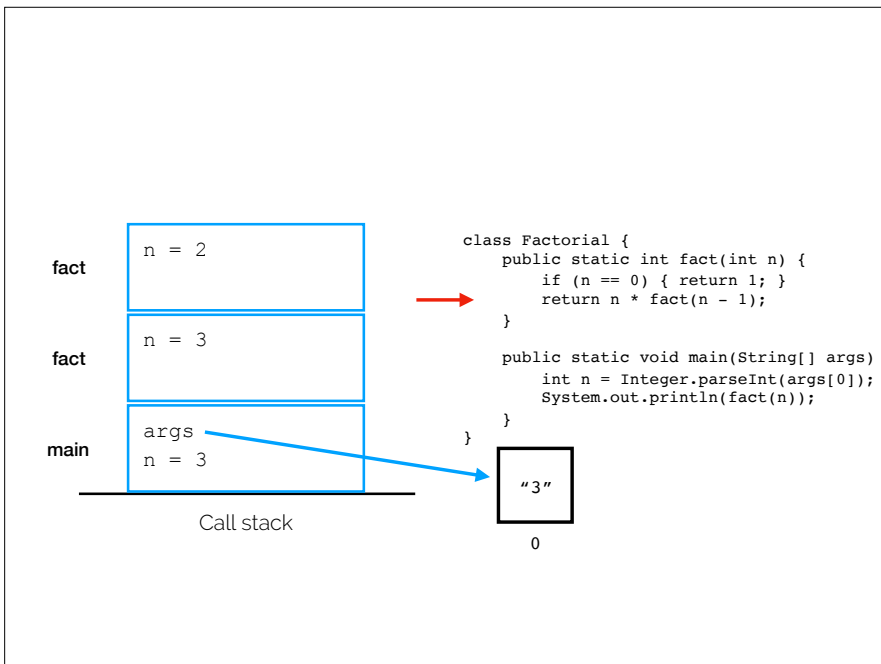 fact
n = 2
fact
n = 3
main
args
n = 3
Call stack
class Factorial {
    public static int fact(int n) {
        if (n == 0) { return 1; }
        return n * fact(n - 1);
    }

    public static void main(String[] args)
        int n = Integer.parseInt(args[0]);
        System.out.println(fact(n));
    }
}
“3”
0